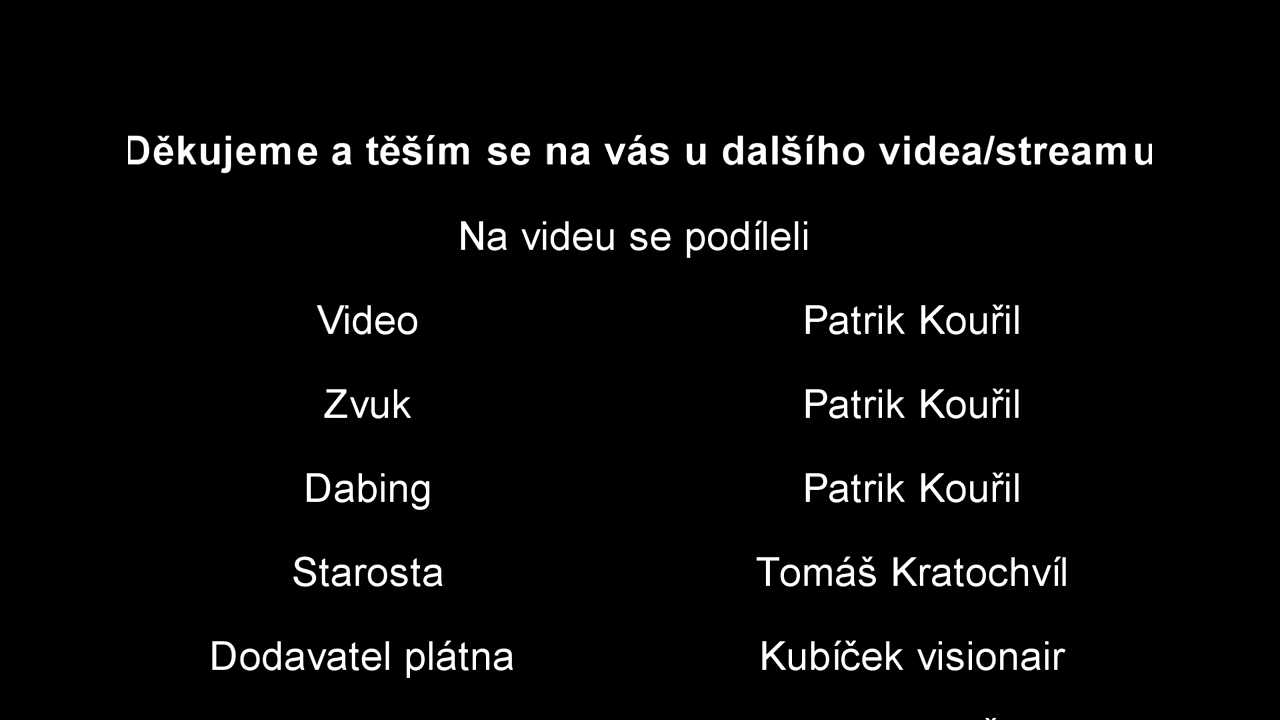 Děkujeme a těším se na vás u dalšího videa/streamu
Na videu se podíleli
Video Patrik Kouřil
Zvuk Patrik Kouřil
Dabing Patrik Kouřil
Starosta Tomáš Kratochvíl
Dodavatel plátna Kubíček visionair